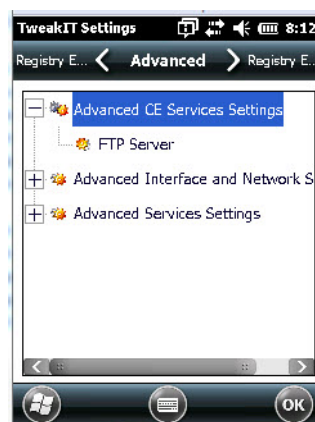 TweakIT Settings 8:12
Registry E... Advanced Registry E...
Advanced CE Services Settings
FTP Server
Advanced Interface and Network S
Advanced Services Settings
OK